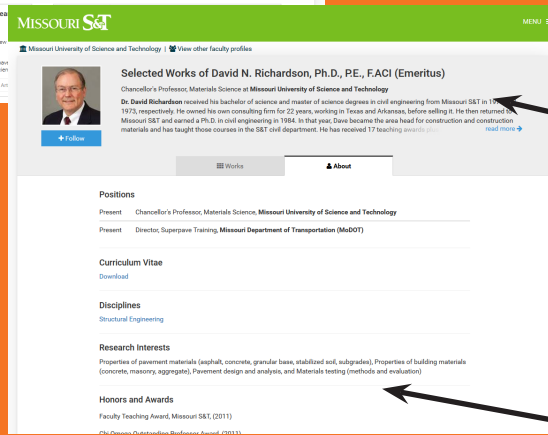 MISSOURI S&T
MENU
Missouri University of Science and Technology | View other faculty profiles
Selected Works of David N. Richardson, Ph.D., P.E., F.ACI (Emeritus)
Chancellor's Professor, Materials Science at Missouri University of Science and Technology
Dr. David Richardson received his bachelor of science and master of science degrees in civil engineering from Missouri S&T in
1973, respectively. He owned his own consulting firm for 22 years, working in Texas and Arkansas, before selling it. He then returned to
Missouri S&T and earned a Ph.D. in civil engineering in 1984. In that year, Dave became the area head for construction and construction
materials and has taught those courses in the S&T civil department. He has received 17 teaching awards read more
+ Follow
Works
About
Positions
Present Chancellor's Professor, Materials Science, Missouri University of Science and Technology
Present Director, Superpave Training, Missouri Department of Transportation (MoDOT)
Curriculum Vitae
Download
Disciplines
Structural Engineering
Research Interests
Properties of pavement materials (asphalt, concrete, granular base, stabilized soil, subgrades), Properties of building materials
(concrete, masonry, aggregate), Pavement design and analysis, and Materials testing (methods and evaluation)
Honors and Awards
Faculty Teaching Award, Missouri S&T, (2011)
Chi Omega Outstanding Professor Award, (2011)